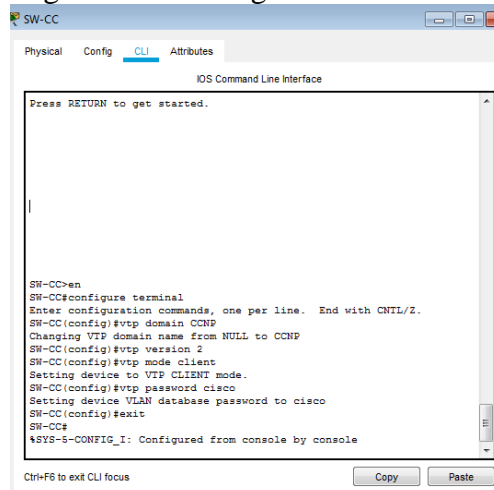 SW-CC
Physical Config CLI Attributes
IOS Command Line Interface
Press RETURN to get started.
SW-CC>en
SW-CC#configure terminal
Enter configuration commands, one per line.  End with CNTL/Z.
SW-CC(config)#vtp domain CCNP
Changing VTP domain name from NULL to CCNP
SW-CC(config)#vtp version 2
SW-CC(config)#vtp mode client
Setting device to VTP CLIENT mode.
SW-CC(config)#vtp password cisco
Setting device VLAN database password to cisco
SW-CC(config)#exit
SW-CC#
%SYS-5-CONFIG_I: Configured from console by console
Ctrl+F6 to exit CLI focus Copy Paste